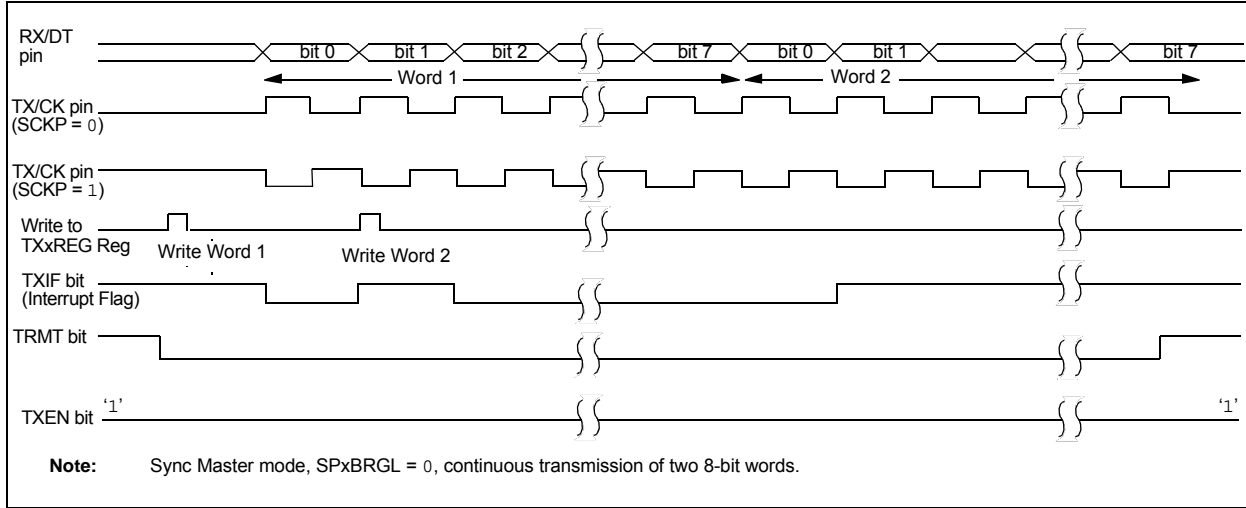 RX/DT
pin
bit 0 bit 1 bit 2 bit 7 bit 0 bit 1 bit 7
Word 1 Word 2
TX/CK pin
(SCKP = 0)
TX/CK pin
(SCKP = 1)
Write to
TXxREG Reg
Write Word 1 Write Word 2
TXIF bit
(Interrupt Flag)
TRMT bit
‘1’ ‘1’
TXEN bit
Note: Sync Master mode, SPxBRGL = 0, continuous transmission of two 8-bit words.